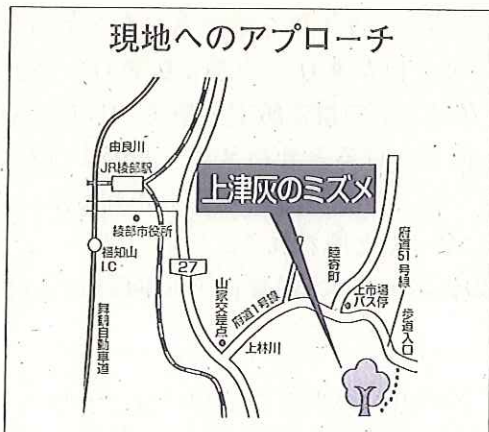 現地へのアプローチ
由良川
JR綾部駅
綾部市役所
福知山
I.C
舞鶴自動車道
27
山家交差点
府道1号線
上林川
上津灰のミズメ
睦寄町
上市場
バス停
府道51号線
歩道入口